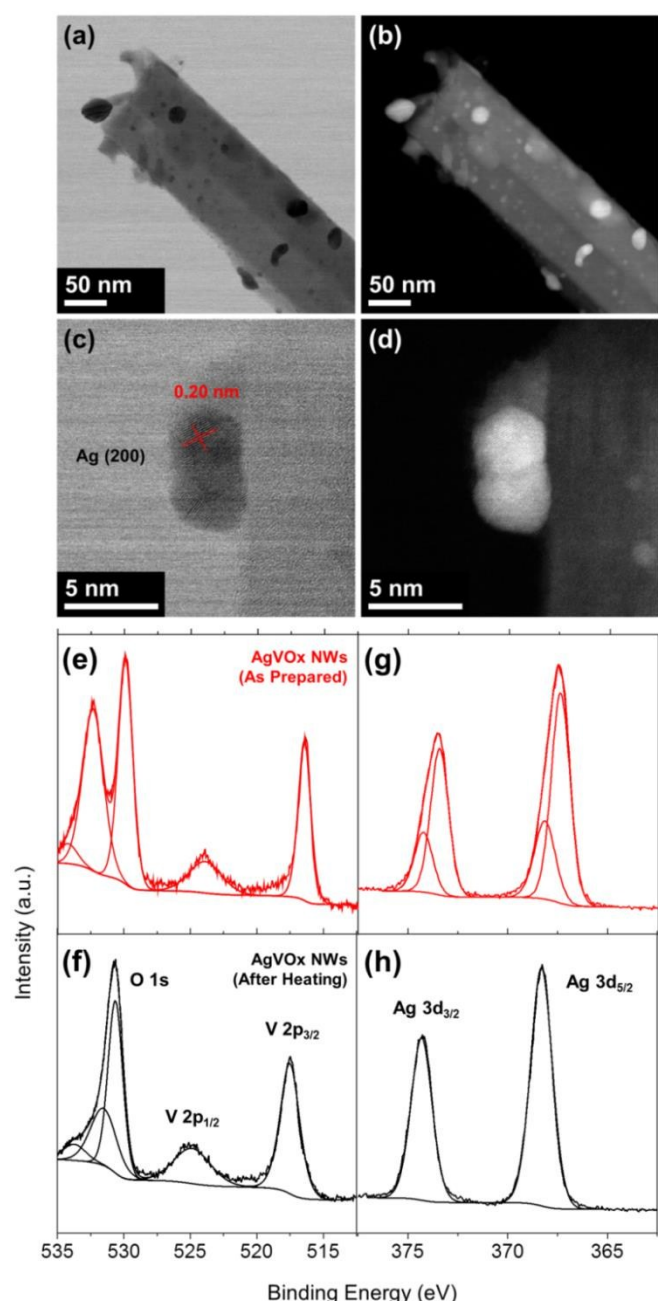 (a)
(b)
50 nm
50 nm
(c)
(d)
0.20 nm
Ag (200)
5 nm
5 nm
(e)
AgVOx NWs
(As Prepared)
(g)
(f)
O 1s
AgVOx NWs
(After Heating)
V 2p3/2
V 2p1/2
(h)
Ag 3d3/2
Ag 3d5/2
Intensity (a.u.)
535 530 525 520 515 375 370 365
Binding Energy (eV)